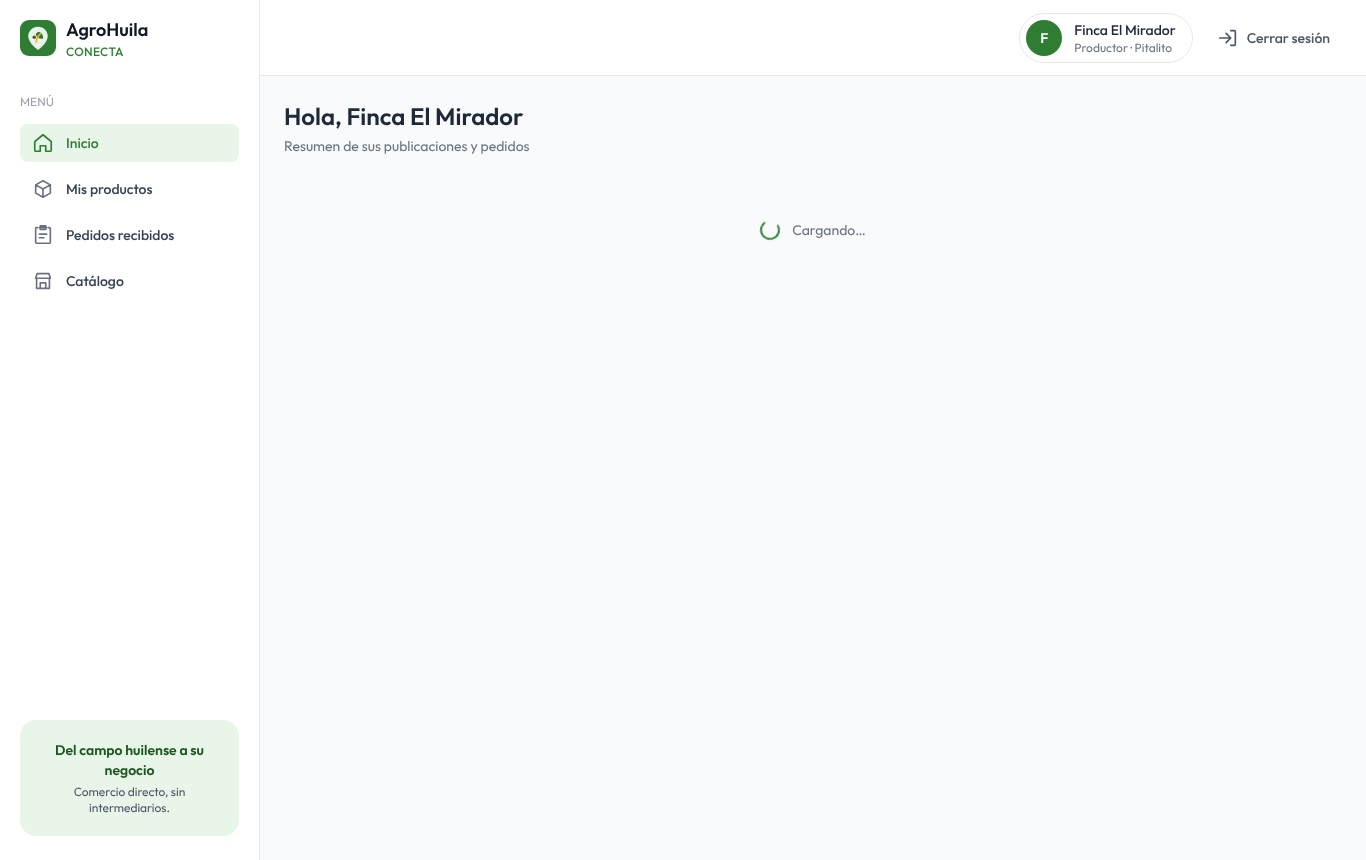 AgroHuila
CONECTA
F
Finca El Mirador
Productor · Pitalito
Cerrar sesión
MENÚ
Inicio
Mis productos
Pedidos recibidos
Catálogo
Hola, Finca El Mirador
Resumen de sus publicaciones y pedidos
Cargando…
Del campo huilense a su
negocio
Comercio directo, sin
intermediarios.